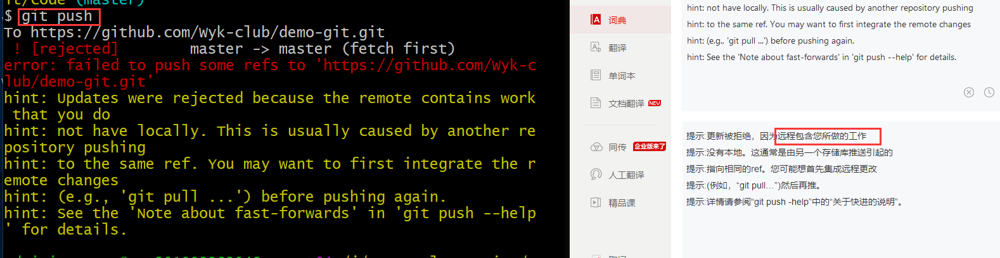 (master)
$ git push
To https://github.com/Wyk-club/demo-git.git
! [rejected] master -> master (fetch first)
error: failed to push some refs to 'https://github.com/Wyk-c
lub/demo-git.git'
hint: Updates were rejected because the remote contains work
that you do
hint: not have locally. This is usually caused by another re
pository pushing
hint: to the same ref. You may want to first integrate the r
emote changes
hint: (e.g., 'git pull ...') before pushing again.
hint: See the 'Note about fast-forwards' in 'git push --help
' for details.
词典
翻译
单词本
文档翻译 NEW
同传 企业版来了
人工翻译
精品课
hint: not have locally. This is usually caused by another repository pushing
hint: to the same ref. You may want to first integrate the remote changes
hint: (e.g., 'git pull ...') before pushing again.
hint: See the 'Note about fast-forwards' in 'git push --help' for details.
提示:更新被拒绝，因为远程包含您所做的工作
提示:没有本地。这通常是由另一个存储库推送引起的
提示:指向相同的ref。您可能想首先集成远程更改
提示:(例如，“git pull…”)然后再推。
提示:详情请参阅“git push -help”中的“关于快进的说明”。